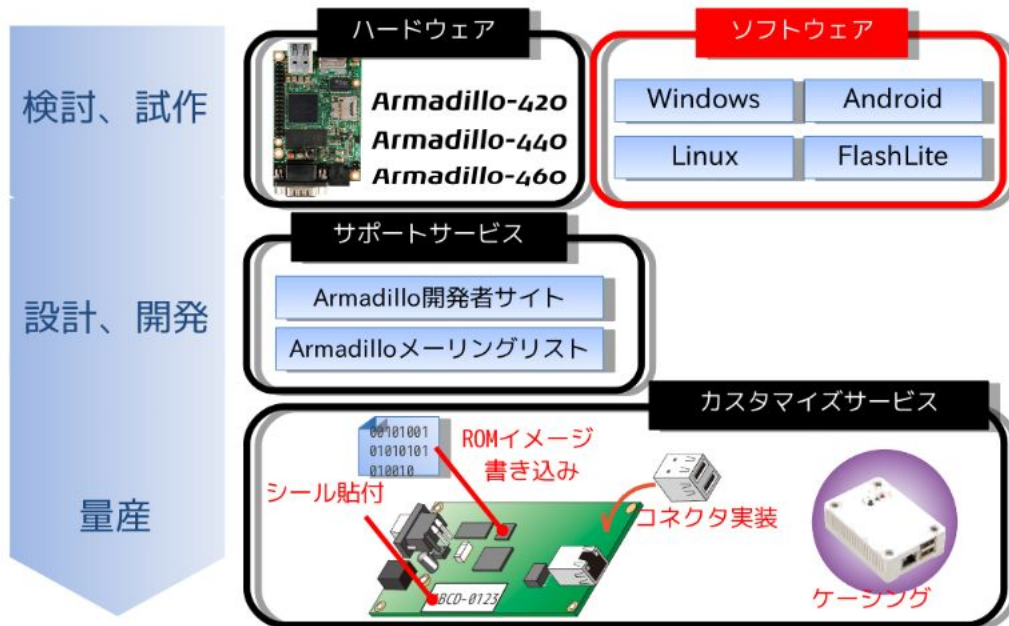 ハードウェア
ソフトウェア
検討、試作
Armadillo-420
Armadillo-440
Armadillo-460
Windows
Android
Linux
FlashLite
サポートサービス
設計、開発
Armadillo開発者サイト
Armadilloメーリングリスト
カスタマイズサービス
量産
00101001
01010101
010010
ROMイメージ
書き込み
シール貼付
コネクタ実装
ABCD-0123
ケーシング